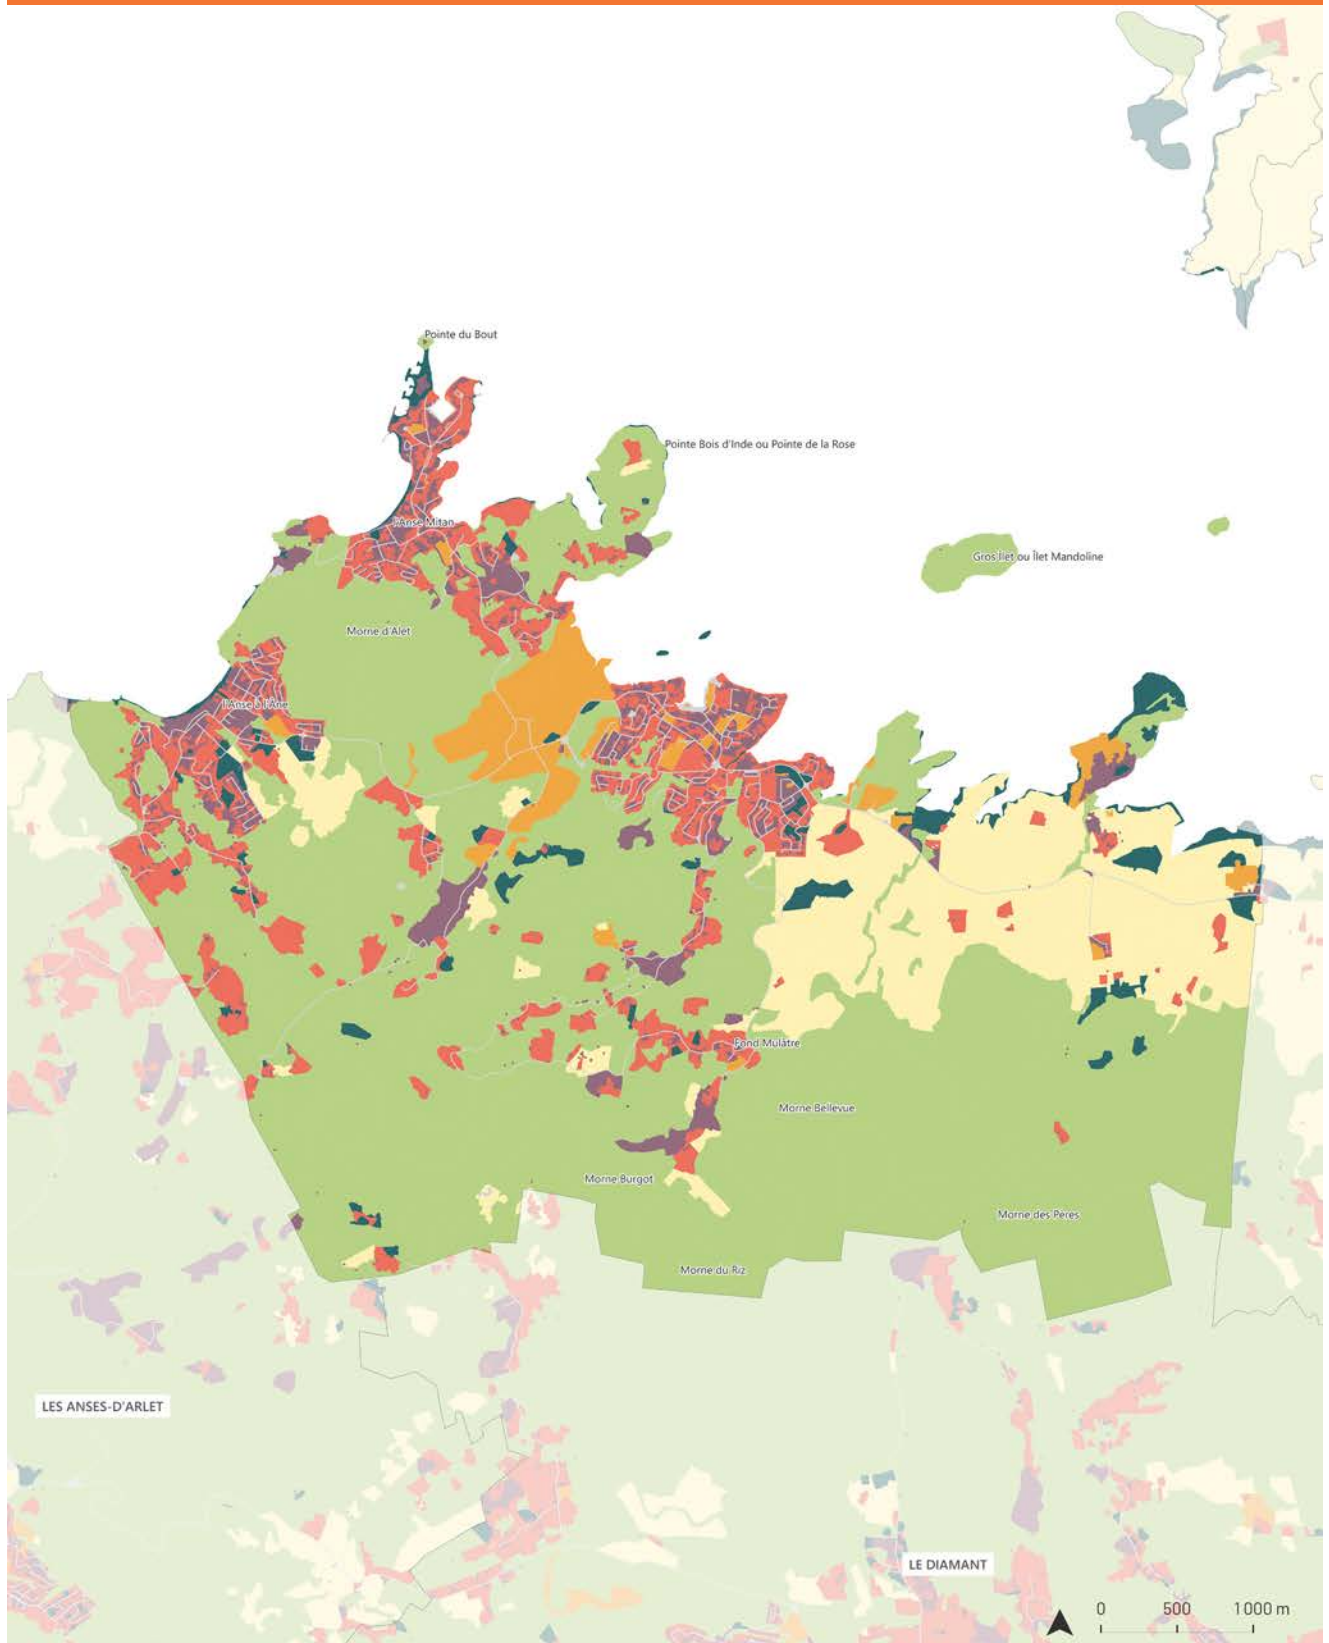 Pointe du Bout
Pointe Bois d'Inde ou Pointe de la Rose
l'Anse Mitan
Gros Îlet ou Îlet Mandoline
Morne d'Alet
l'Anse à l'Âne
Fond Mulâtre
Morne Bellevue
Morne Burgot
Morne des Pères
Morne du Riz
LES ANSES-D'ARLET
LE DIAMANT
0 500 1000 m